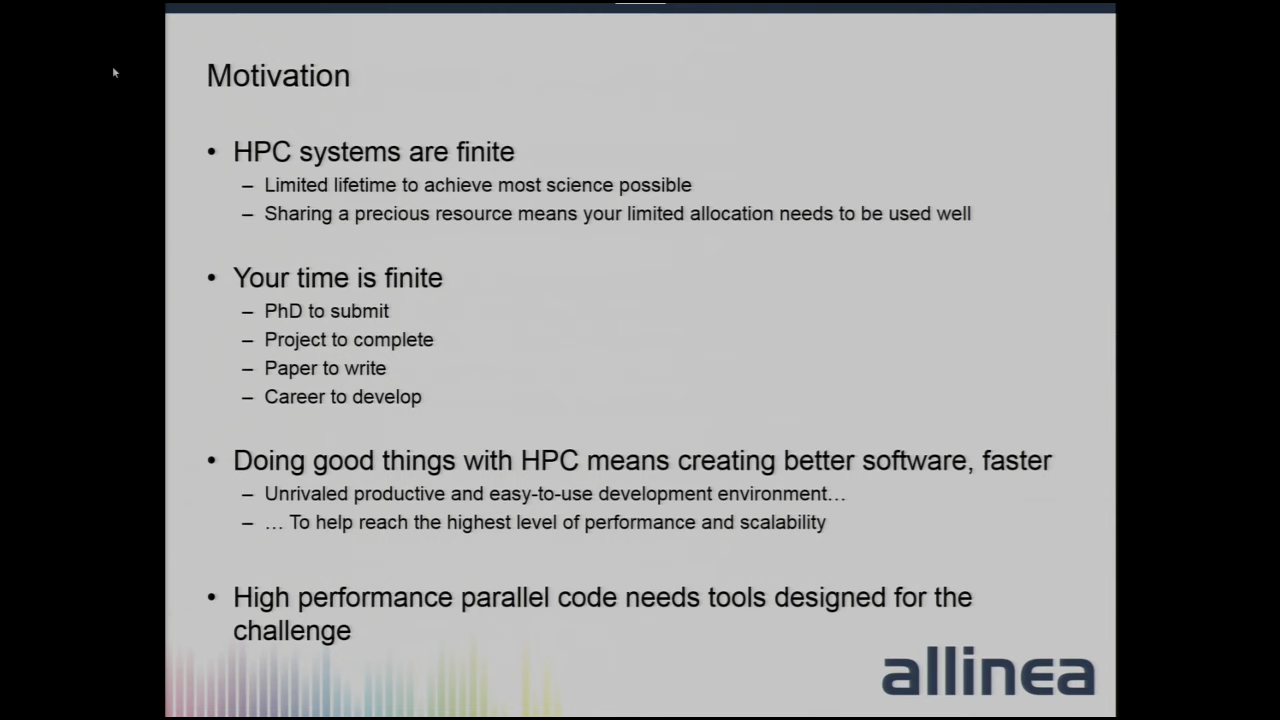 Motivation
• HPC systems are finite
– Limited lifetime to achieve most science possible
– Sharing a precious resource means your limited allocation needs to be used well
• Your time is finite
– PhD to submit
– Project to complete
– Paper to write
– Career to develop
• Doing good things with HPC means creating better software, faster
– Unrivaled productive and easy-to-use development environment…
– … To help reach the highest level of performance and scalability
• High performance parallel code needs tools designed for the
challenge
allinea